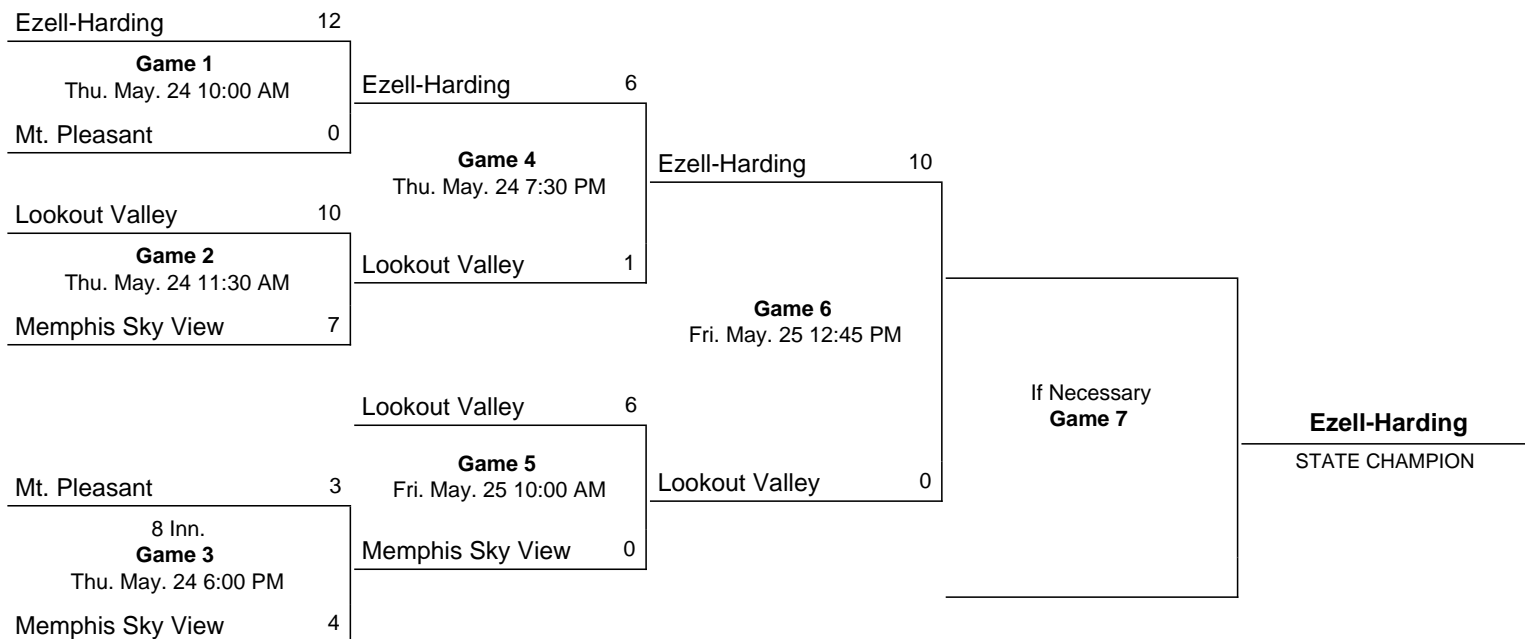 Ezell-Harding 12
Game 1
Thu. May. 24 10:00 AM
Mt. Pleasant 0
Lookout Valley 10
Game 2
Thu. May. 24 11:30 AM
Memphis Sky View 7
Mt. Pleasant 3
8 Inn.
Game 3
Thu. May. 24 6:00 PM
Memphis Sky View 4
Ezell-Harding 6
Game 4
Thu. May. 24 7:30 PM
Lookout Valley 1
Lookout Valley 6
Game 5
Fri. May. 25 10:00 AM
Memphis Sky View 0
Ezell-Harding 10
Game 6
Fri. May. 25 12:45 PM
Lookout Valley 0
If Necessary
Game 7
Ezell-Harding
STATE CHAMPION